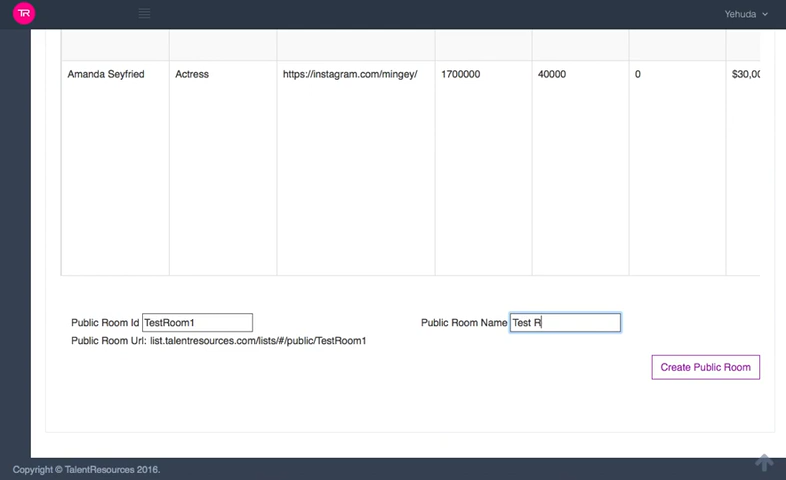 TR
Yehuda
Amanda Seyfried Actress https://instagram.com/mingey/ 1700000 40000 0 $30,00
Public Room Id TestRoom1 Public Room Name Test R
Public Room Url: list.talentresources.com/lists/#/public/TestRoom1
Create Public Room
Copyright © TalentResources 2016.